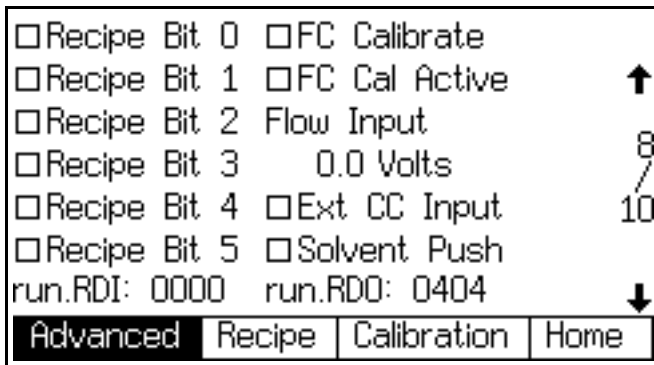 □Recipe Bit 0 □FC Calibrate
□Recipe Bit 1 □FC Cal Active
□Recipe Bit 2 Flow Input
□Recipe Bit 3 0.0 Volts
□Recipe Bit 4 □Ext CC Input
□Recipe Bit 5 □Solvent Push
8/10
run.RDI: 0000 run.RDO: 0404
Advanced Recipe Calibration Home